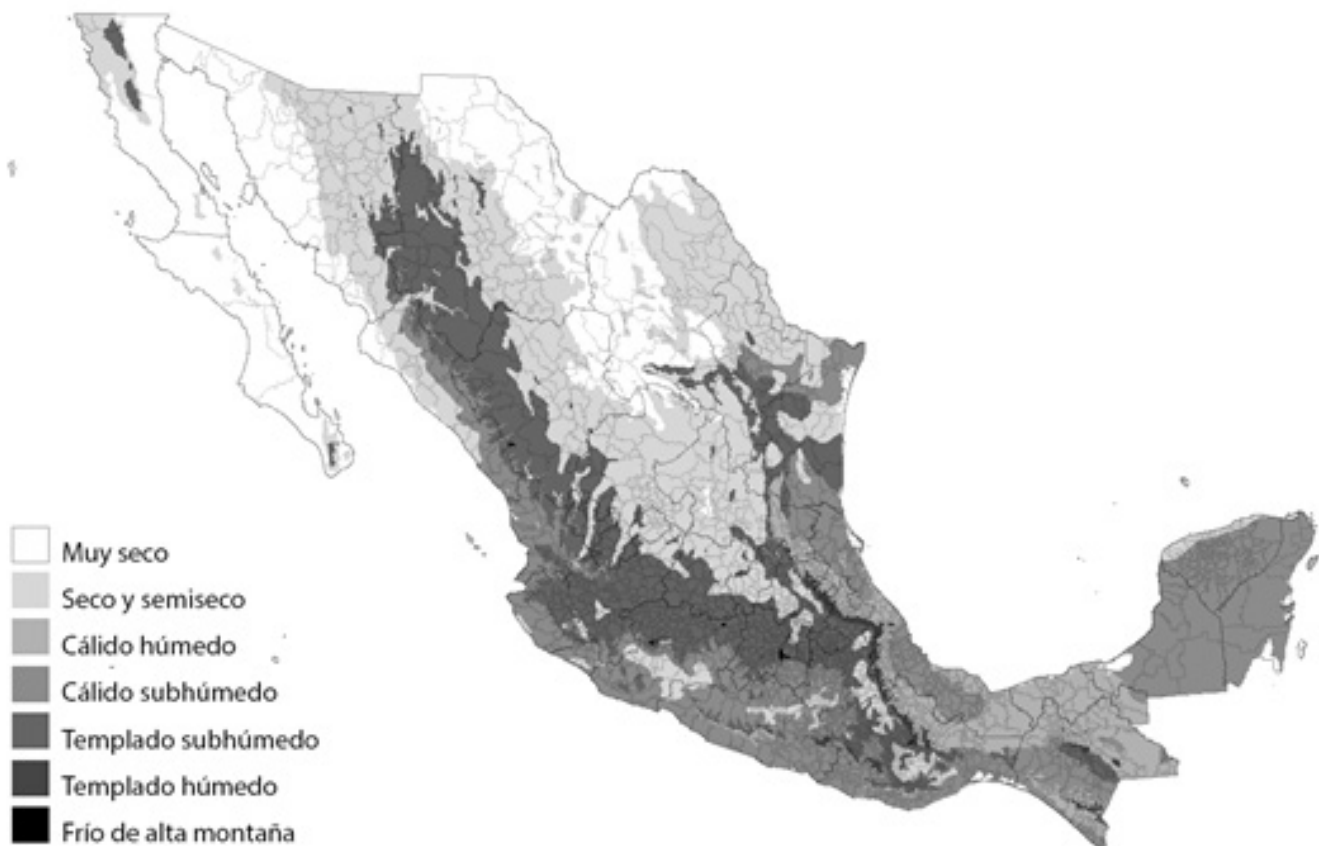 Muy seco
Seco y semiseco
Cálido húmedo
Cálido subhúmedo
Templado subhúmedo
Templado húmedo
Frío de alta montaña